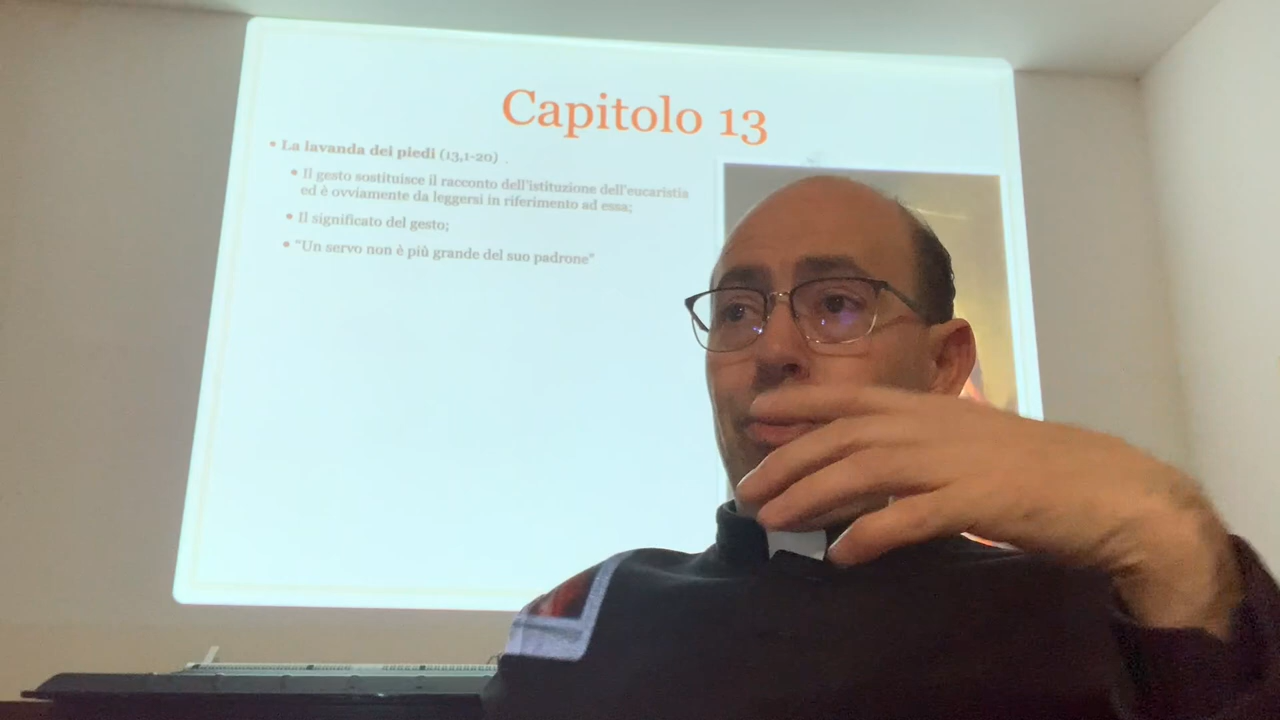 Capitolo 13
• La lavanda dei piedi (13,1-20) .
• Il gesto sostituisce il racconto dell'istituzione dell'eucaristia
ed è ovviamente da leggersi in riferimento ad essa;
• Il significato del gesto;
• "Un servo non è più grande del suo padrone"